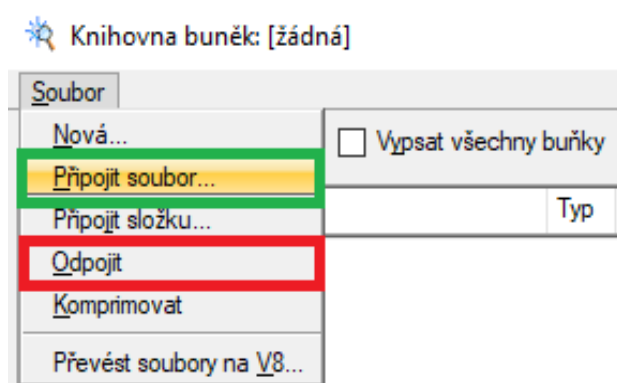 Knihovna buněk: [žádná]
Soubor
Nová...
Vypsat všechny buňky
Připojit soubor...
Připojit složku...
Typ
Odpojit
Komprimovat
Převést soubory na V8...